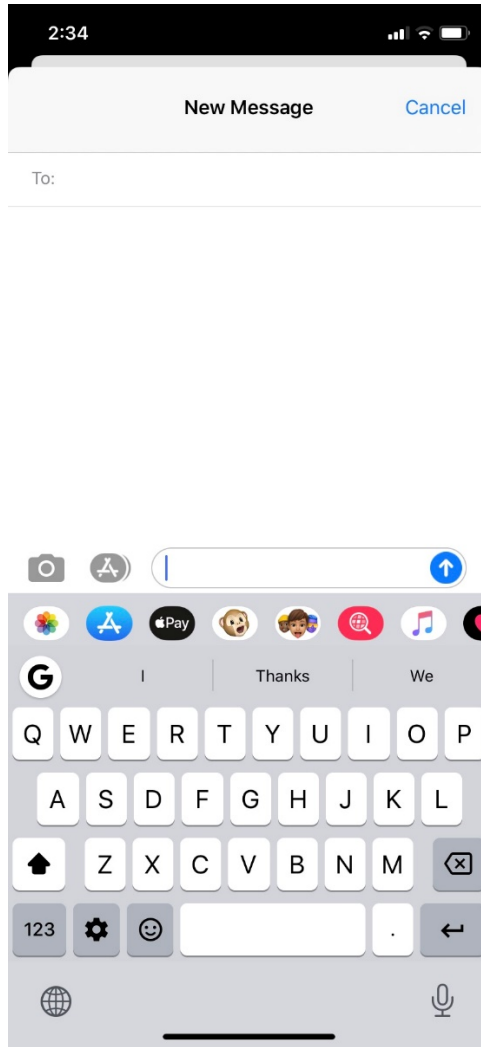 2:34
New Message Cancel
To:
Pay
G I Thanks We
Q W E R T Y U I O P
A S D F G H J K L
Z X C V B N M
123 .